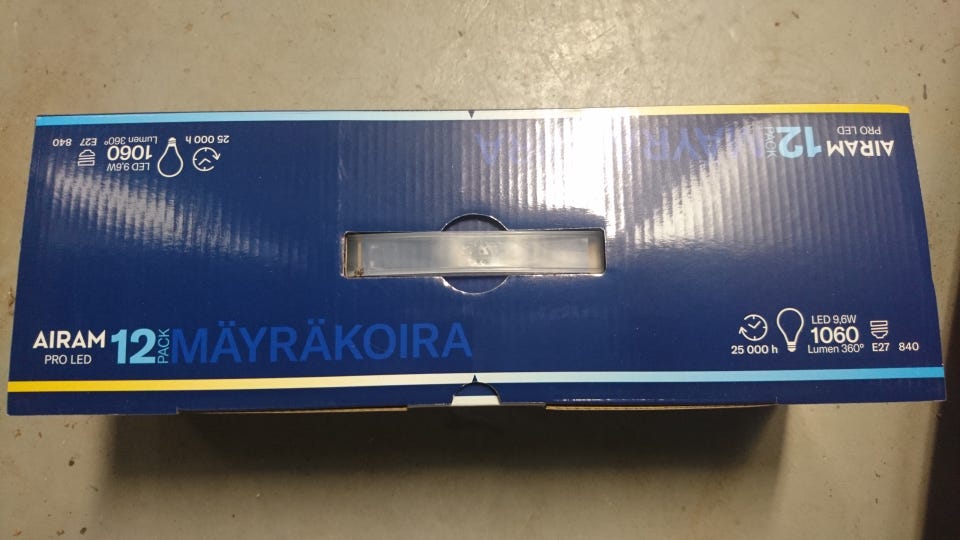 AIRAM
PRO LED
12
PACK
MÄYRÄKOIRA
25 000 h
LED 9,6W
1060
Lumen 360°
E27
840
AIRAM
PRO LED
12
PACK
MÄYRÄKOIRA
25 000 h
LED 9,6W
1060
Lumen 360°
E27
840